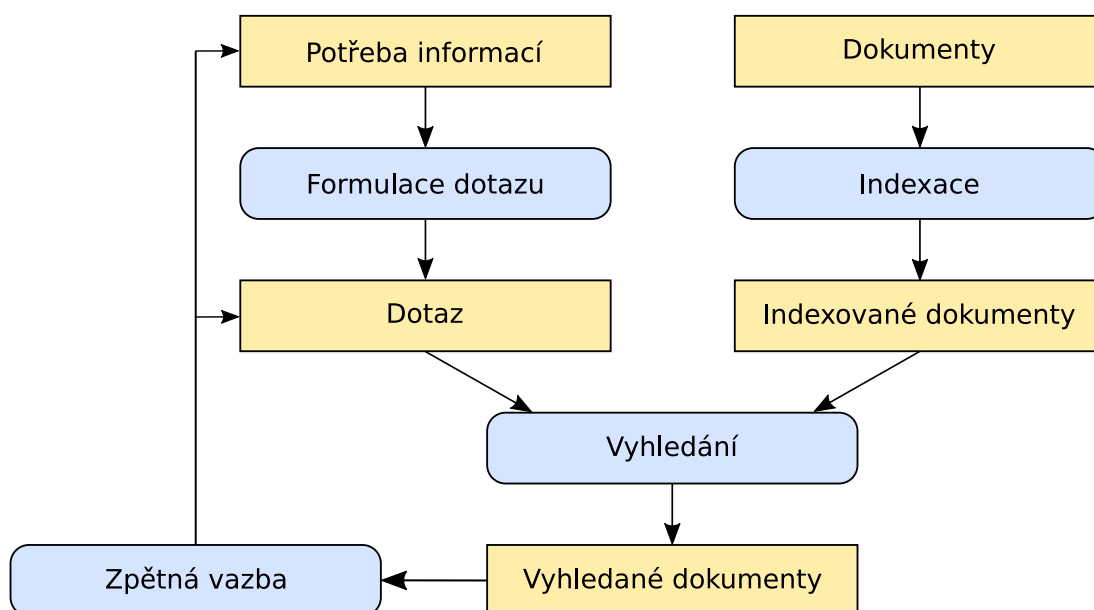 Potřeba informací
Dokumenty
Formulace dotazu
Indexace
Dotaz
Indexované dokumenty
Vyhledání
Zpětná vazba
Vyhledané dokumenty